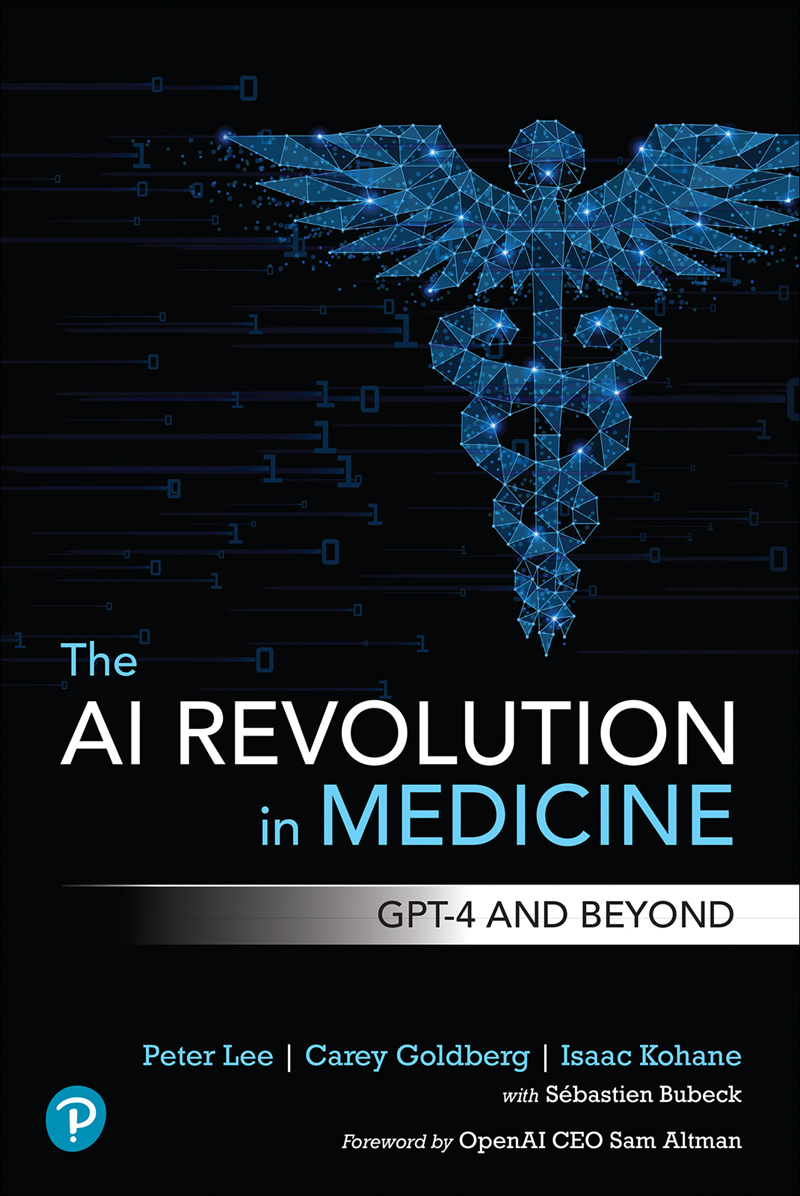 The
AI REVOLUTION
in MEDICINE
GPT-4 AND BEYOND
Peter Lee | Carey Goldberg | Isaac Kohane
with Sébastien Bubeck
Foreword by OpenAI CEO Sam Altman
P